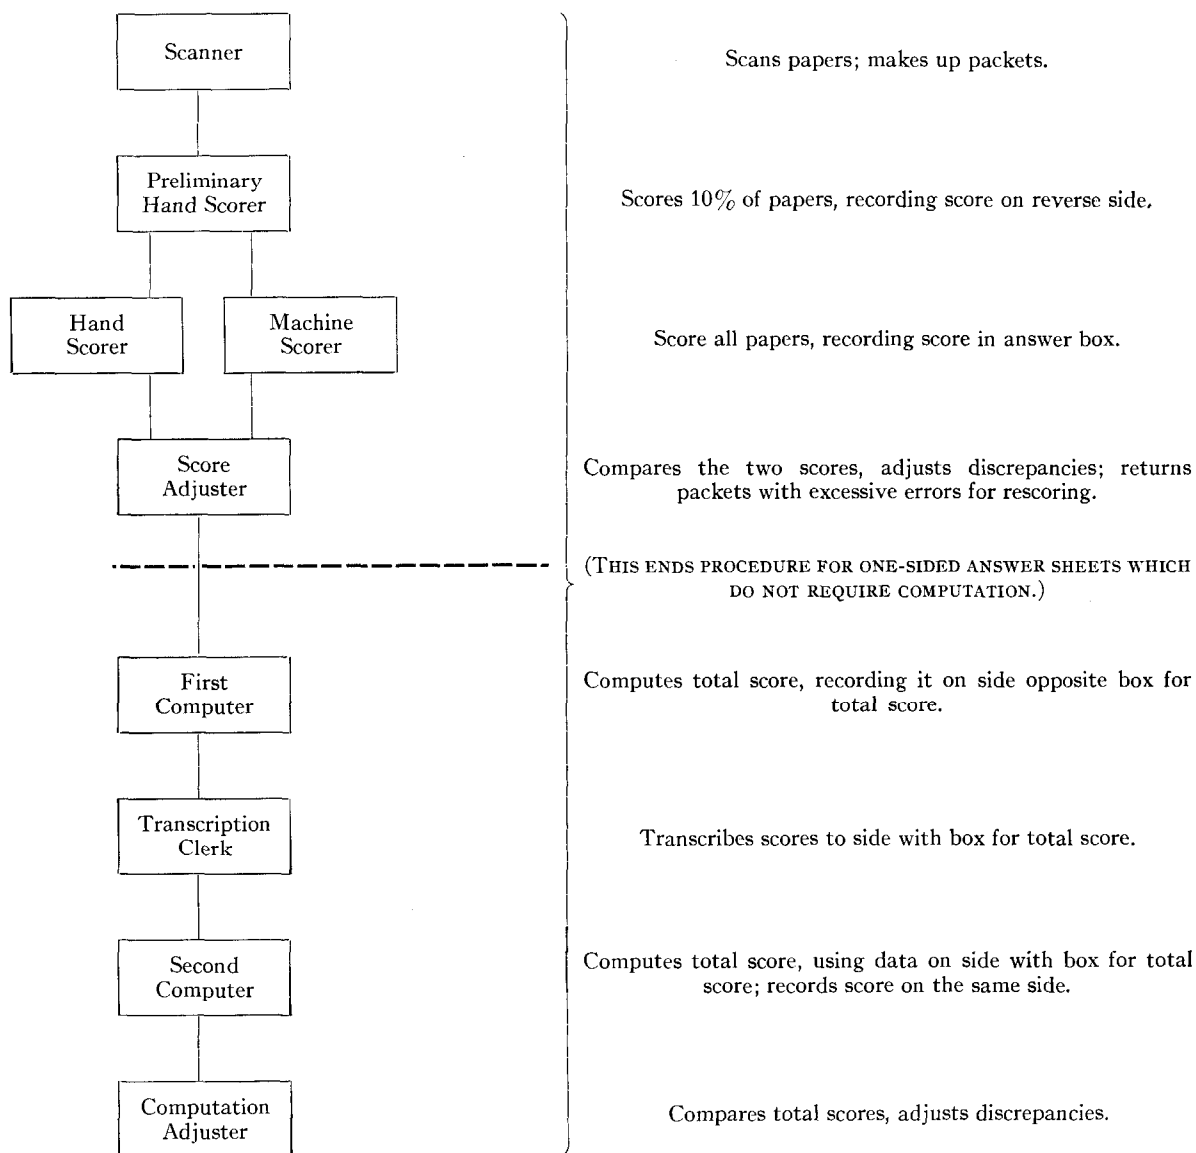 Scanner
Scans papers; makes up packets.
Preliminary
Hand Scorer
Scores 10% of papers, recording score on reverse side.
Hand
Scorer
Machine
Scorer
Score all papers, recording score in answer box.
Score
Adjuster
Compares the two scores, adjusts discrepancies; returns
packets with excessive errors for rescoring.
(THIS ENDS PROCEDURE FOR ONE-SIDED ANSWER SHEETS WHICH
DO NOT REQUIRE COMPUTATION.)
First
Computer
Computes total score, recording it on side opposite box for
total score.
Transcription
Clerk
Transcribes scores to side with box for total score.
Second
Computer
Computes total score, using data on side with box for total
score; records score on the same side.
Computation
Adjuster
Compares total scores, adjusts discrepancies.